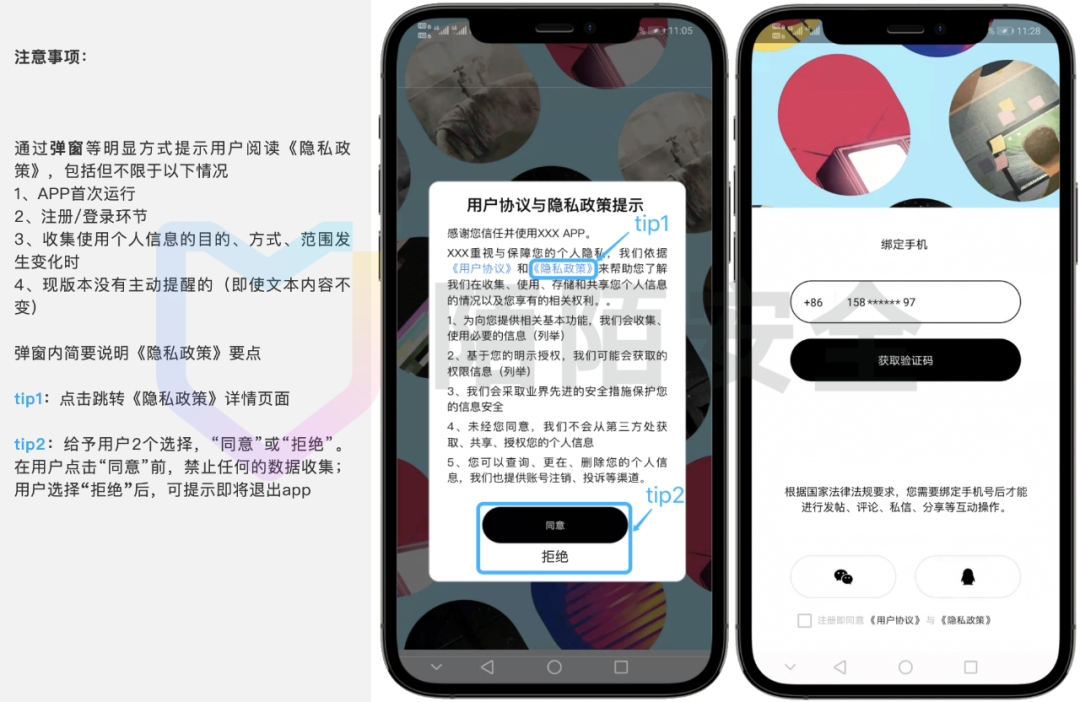 注意事项：
通过弹窗等明显方式提示用户阅读《隐私政
策》，包括但不限于以下情况
1、APP首次运行
2、注册/登录环节
3、收集使用个人信息的目的、方式、范围发
生变化时
4、现版本没有主动提醒的（即使文本内容不
变）
弹窗内简要说明《隐私政策》要点
tip1：点击跳转《隐私政策》详情页面
tip2：给予用户2个选择，“同意”或“拒绝”。
在用户点击“同意”前，禁止任何的数据收集；
用户选择“拒绝”后，可提示即将退出app
11:05
用户协议与隐私政策提示
tip1
感谢您信任并使用XXX APP。
XXX重视与保障您的个人隐私，我们依据
《用户协议》和《隐私政策》来帮助您了解
我们在收集、使用、存储和共享您个人信息
的情况以及您享有的相关权利。。
1、为向您提供相关基本功能，我们会收集、
使用必要的信息（列举）
2、基于您的明示授权，我们可能会获取的
权限信息（列举）
3、我们会采取业界先进的安全措施保护您
的信息安全
4、未经您同意，我们不会从第三方处获
取、共享、授权您的个人信息
5、您可以查询、更在、删除您的个人信
息，我们也提供账号注销、投诉等渠道。
tip2
同意
拒绝
11:28
绑定手机
+86 158****** 97
获取验证码
根据国家法律法规要求，您需要绑定手机号后才能
进行发帖、评论、私信、分享等互动操作。
注册即同意《用户协议》与《隐私政策》
陌陌安全